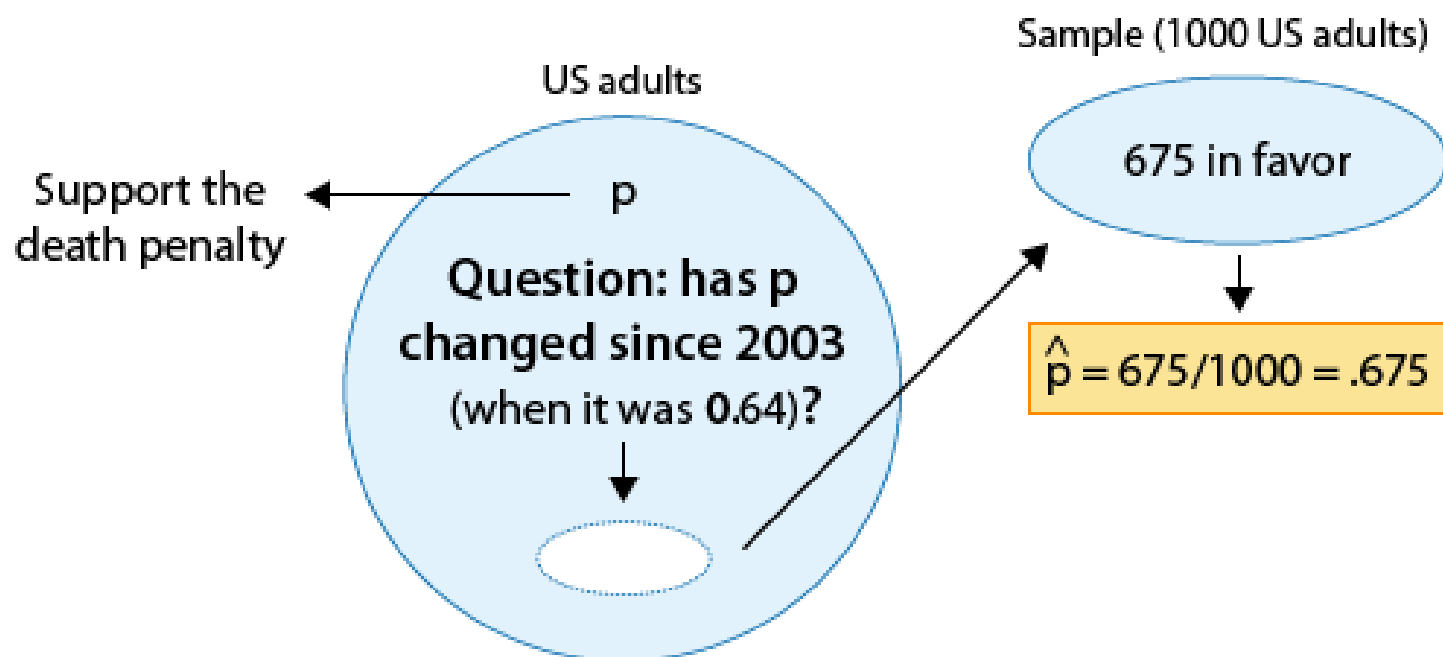 US adults
Support the
death penalty
p
Question: has p
changed since 2003
(when it was 0.64)?
Sample (1000 US adults)
675 in favor
p̂ = 675/1000 = .675